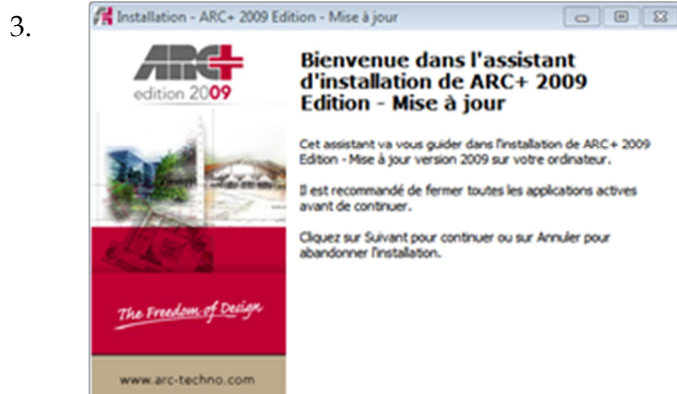 3.
Installation - ARC+ 2009 Edition - Mise à jour
ARC+
edition 2009
Bienvenue dans l'assistant
d'installation de ARC+ 2009
Edition - Mise à jour
Cet assistant va vous guider dans l'installation de ARC+ 2009
Edition - Mise à jour version 2009 sur votre ordinateur.
Il est recommandé de fermer toutes les applications actives
avant de continuer.
Cliquez sur Suivant pour continuer ou sur Annuler pour
abandonner l'installation.
The Freedom of Design
www.arc-techno.com